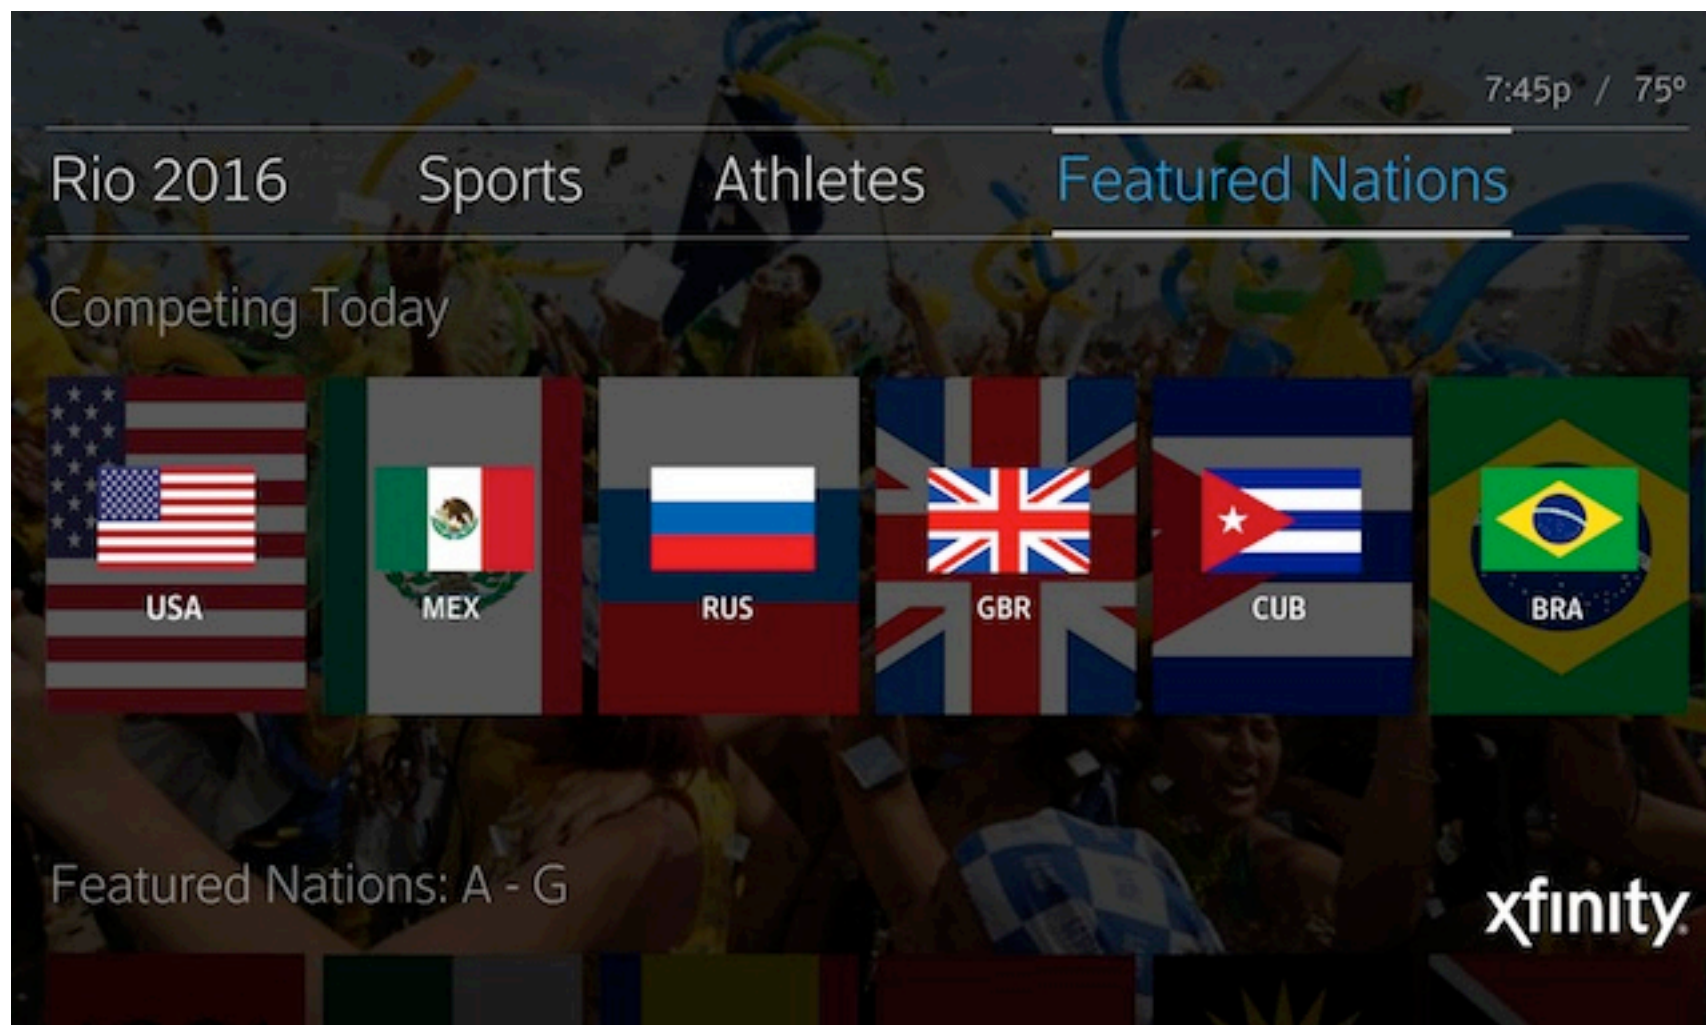 7:45p / 75º
Rio 2016 Sports Athletes Featured Nations
Competing Today
USA MEX RUS GBR CUB BRA
Featured Nations: A - G
xfinity